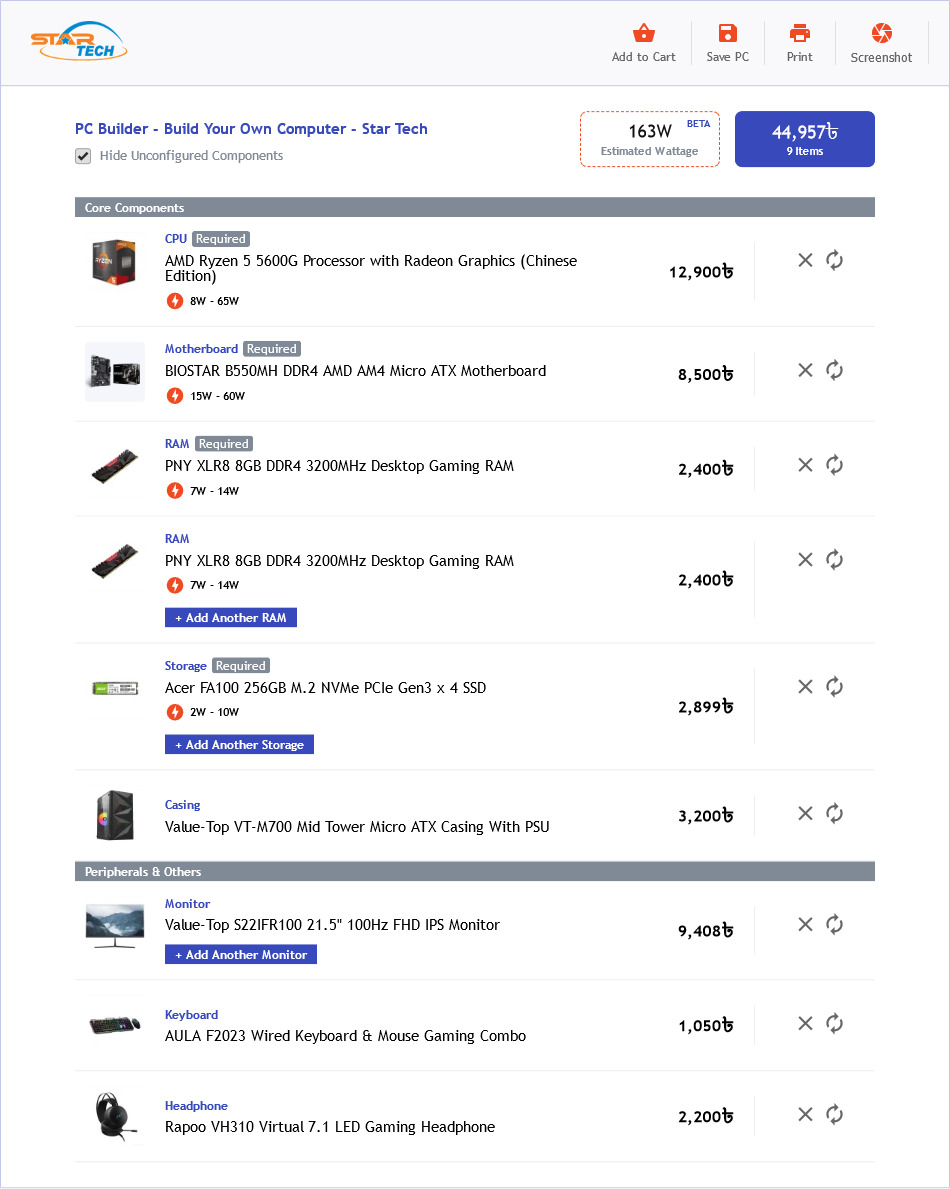 STAR
TECH
Add to Cart
Save PC
Print
Screenshot
PC Builder - Build Your Own Computer - Star Tech
Hide Unconfigured Components
163W
BETA
Estimated Wattage
44,957৳
9 Items
Core Components
CPU Required
AMD Ryzen 5 5600G Processor with Radeon Graphics (Chinese
Edition)
8W - 65W
12,900৳
Motherboard Required
BIOSTAR B550MH DDR4 AMD AM4 Micro ATX Motherboard
15W - 60W
8,500৳
RAM Required
PNY XLR8 8GB DDR4 3200MHz Desktop Gaming RAM
7W - 14W
2,400৳
RAM
PNY XLR8 8GB DDR4 3200MHz Desktop Gaming RAM
7W - 14W
2,400৳
+ Add Another RAM
Storage Required
Acer FA100 256GB M.2 NVMe PCIe Gen3 x 4 SSD
2W - 10W
2,899৳
+ Add Another Storage
Casing
Value-Top VT-M700 Mid Tower Micro ATX Casing With PSU
3,200৳
Peripherals & Others
Monitor
Value-Top S22IFR100 21.5" 100Hz FHD IPS Monitor
9,408৳
+ Add Another Monitor
Keyboard
AULA F2023 Wired Keyboard & Mouse Gaming Combo
1,050৳
Headphone
Rapoo VH310 Virtual 7.1 LED Gaming Headphone
2,200৳